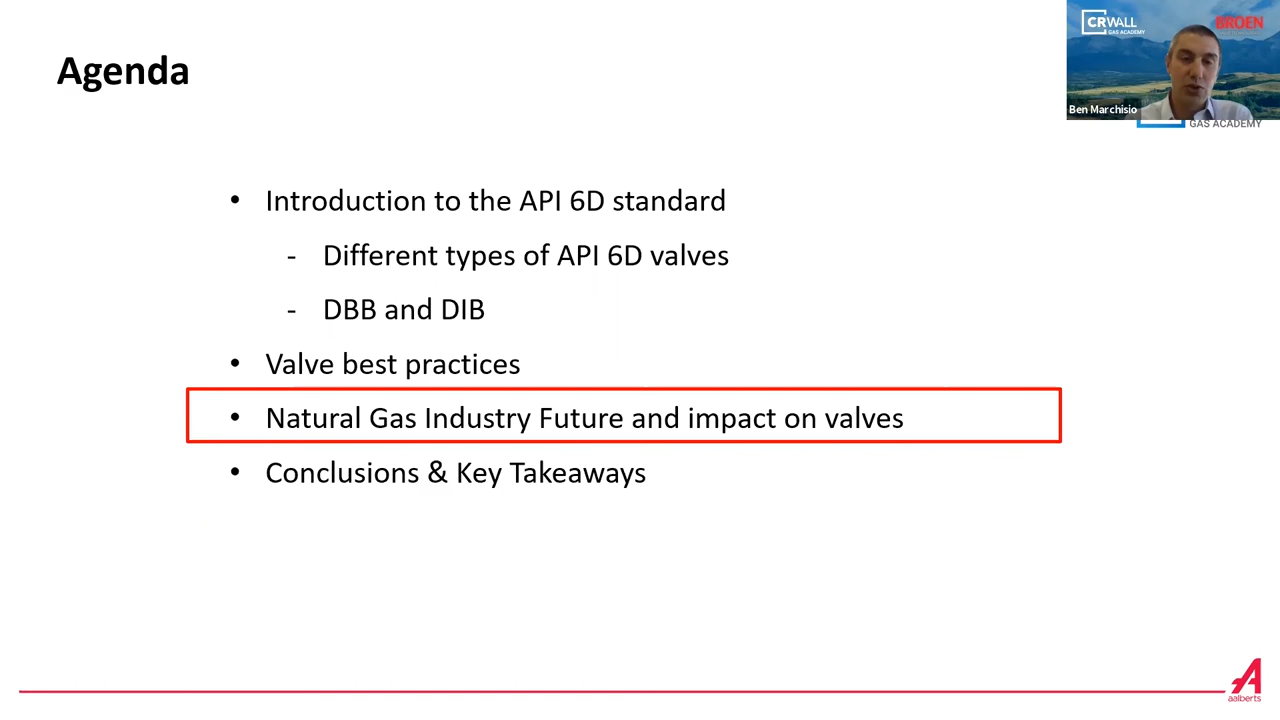 Agenda
CRWALL
GAS ACADEMY
BROEN
Ben Marchisio
GAS ACADEMY
• Introduction to the API 6D standard
- Different types of API 6D valves
- DBB and DIB
• Valve best practices
• Natural Gas Industry Future and impact on valves
• Conclusions & Key Takeaways
aalberts